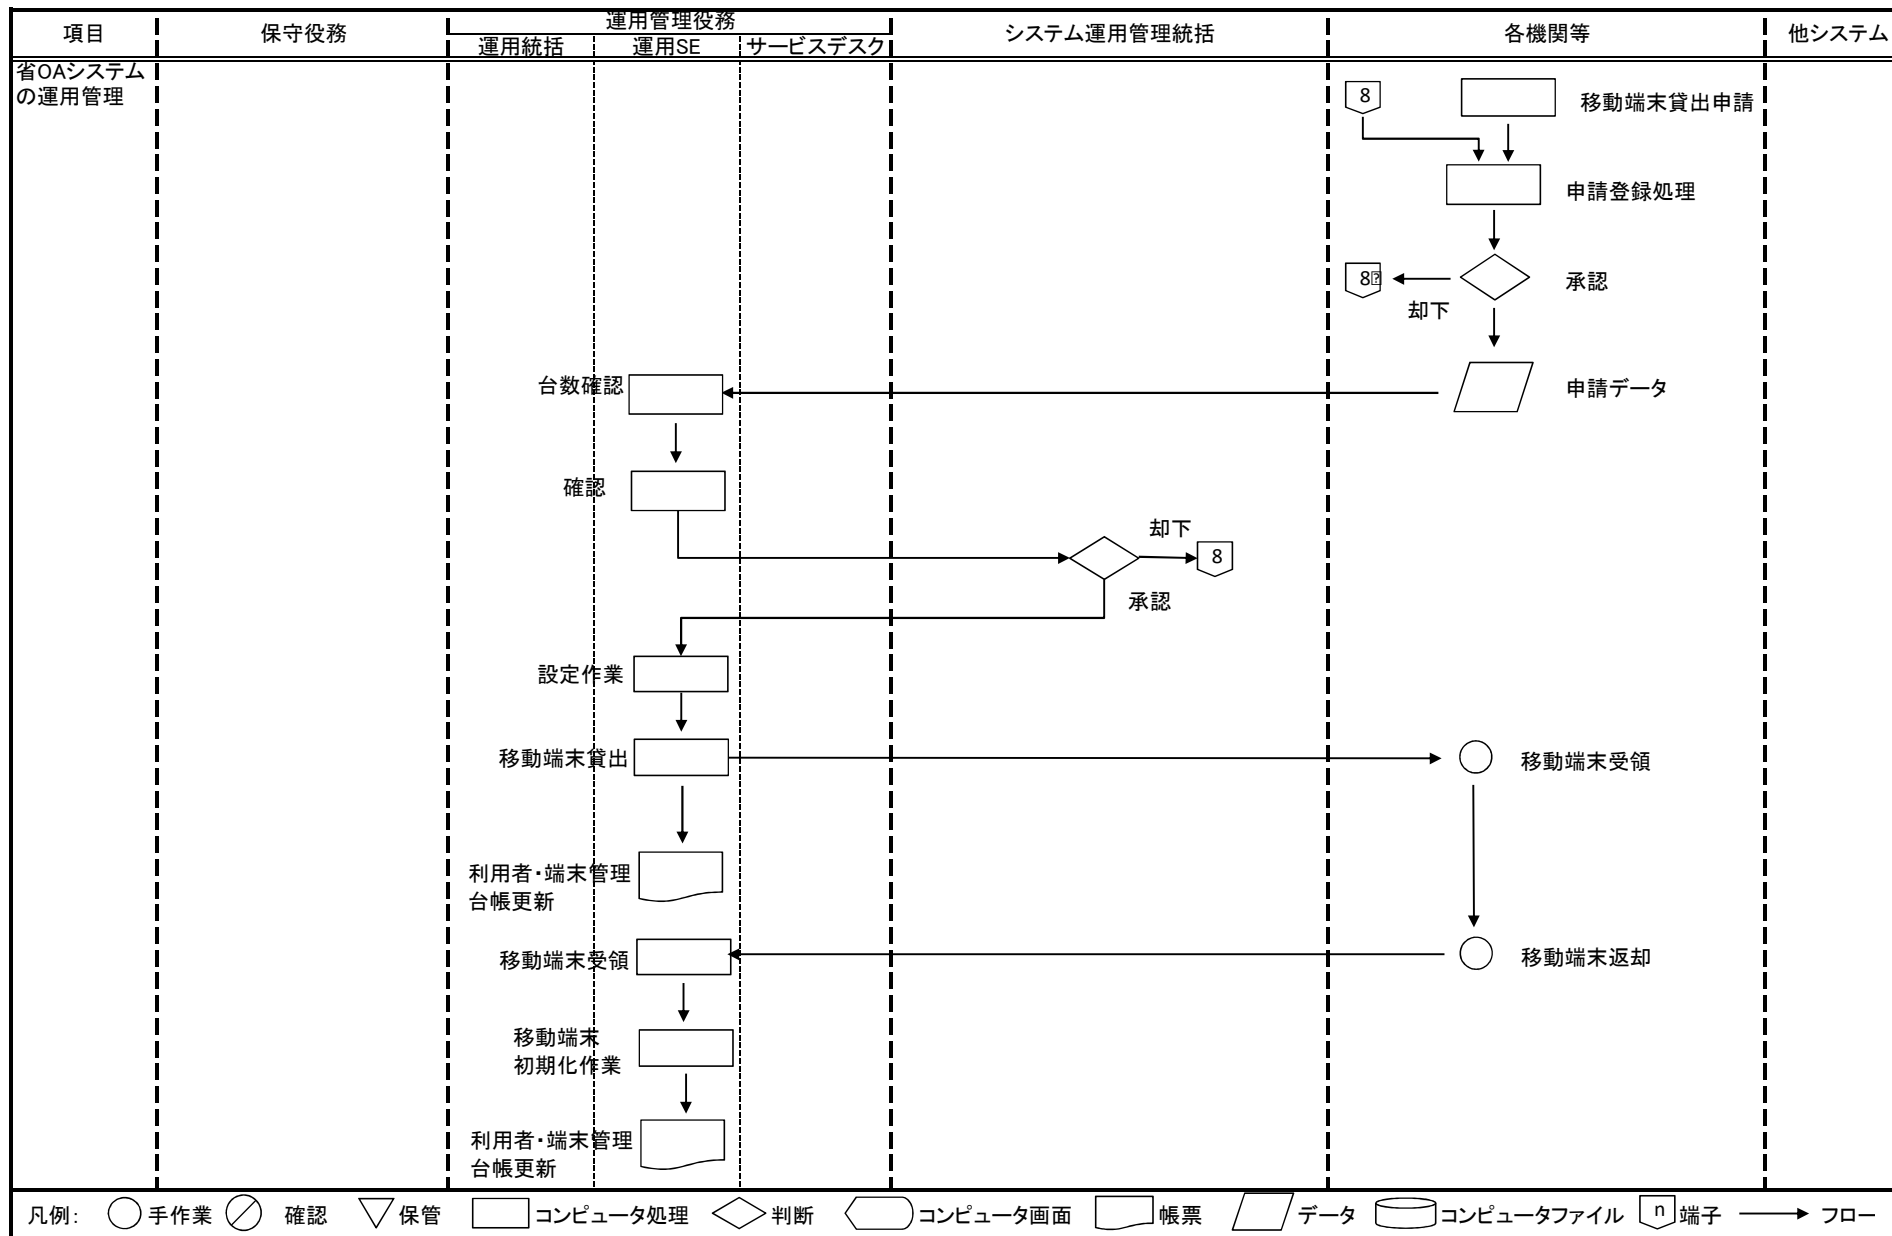 項目
保守役務
運用管理役務
運用統括
運用SE
サービスデスク
システム運用管理統括
各機関等
他システム
省OAシステム
の運用管理
8
移動端末貸出申請
申請登録処理
8
承認
却下
申請データ
台数確認
確認
却下
8
承認
設定作業
移動端末貸出
移動端末受領
利用者・端末管理
台帳更新
移動端末受領
移動端末返却
移動端末
初期化作業
利用者・端末管理
台帳更新
凡例: 手作業 確認 保管 コンピュータ処理 判断 コンピュータ画面 帳票 データ コンピュータファイル n 端子 フロー